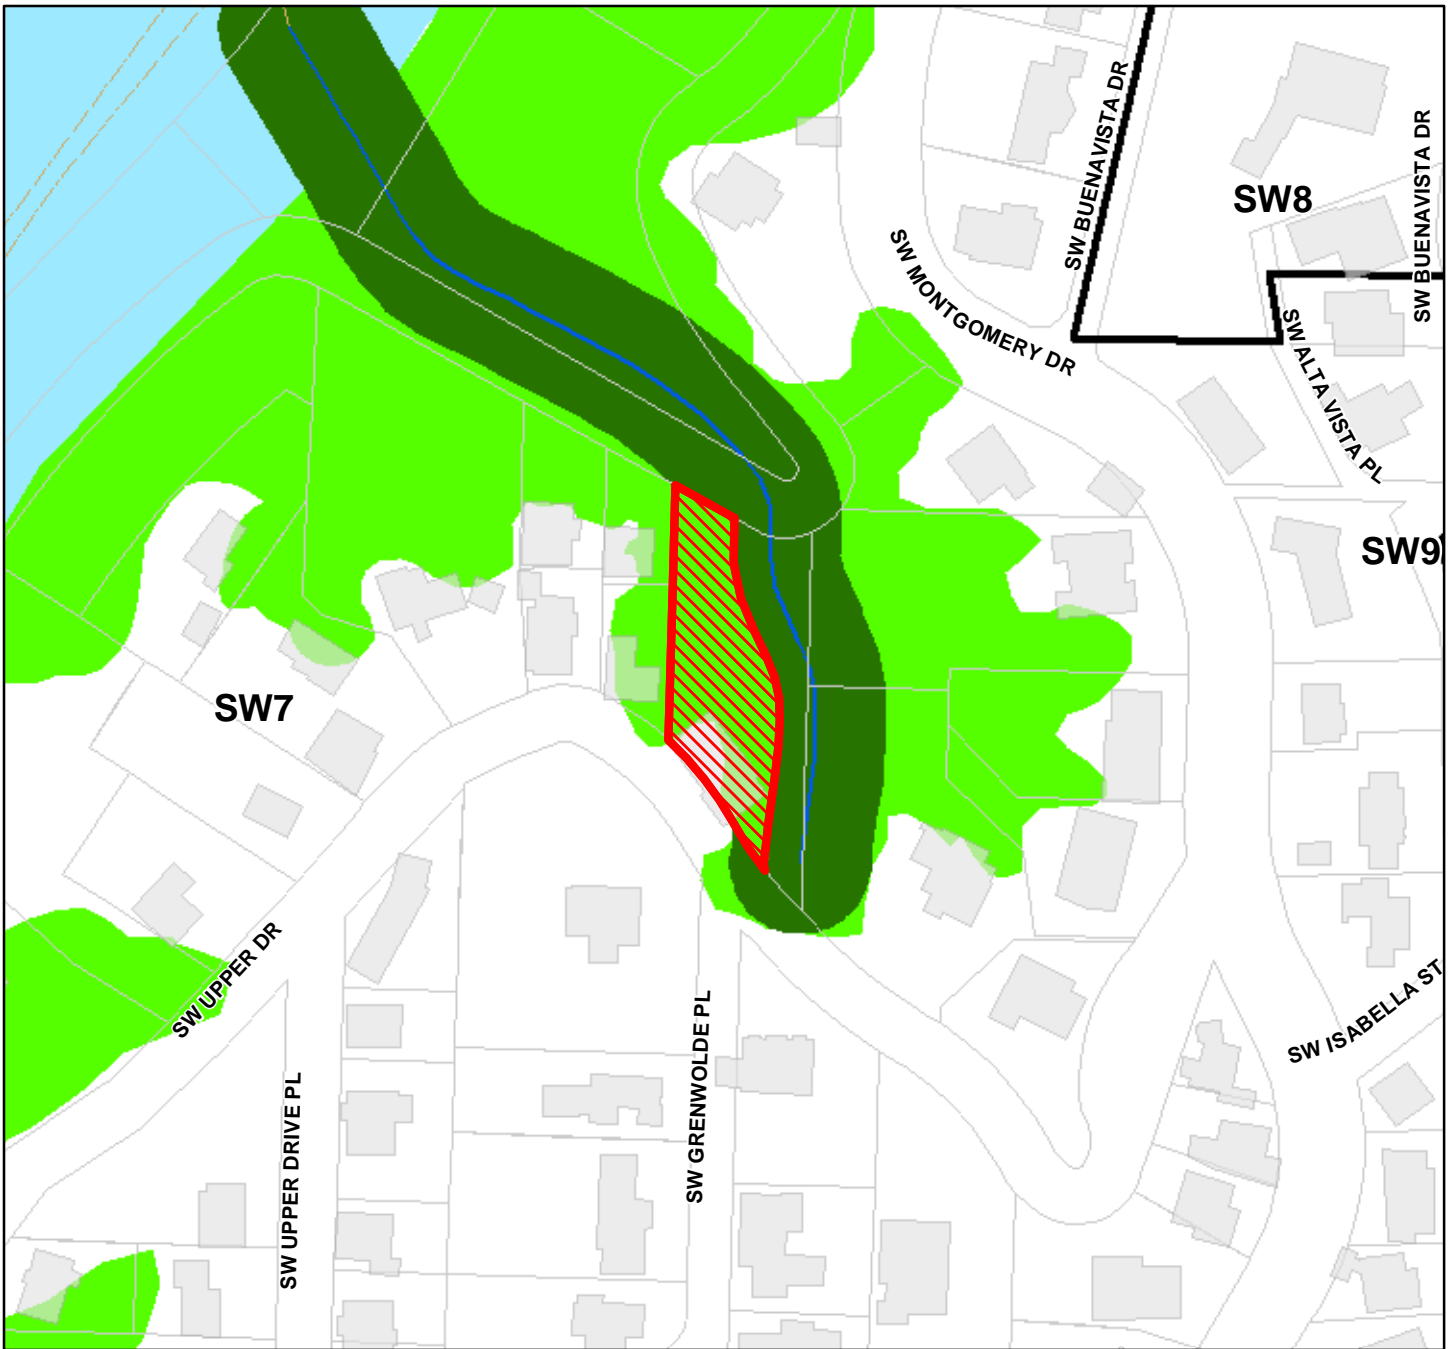 SW BUENAVISTA DR
SW BUENAVISTA DR
SW8
SW MONTGOMERY DR
SW ALTA VISTA PL
SW9
SW7
SW UPPER DR
SW ISABELLA ST
SW GRENWOLDE PL
SW UPPER DRIVE PL